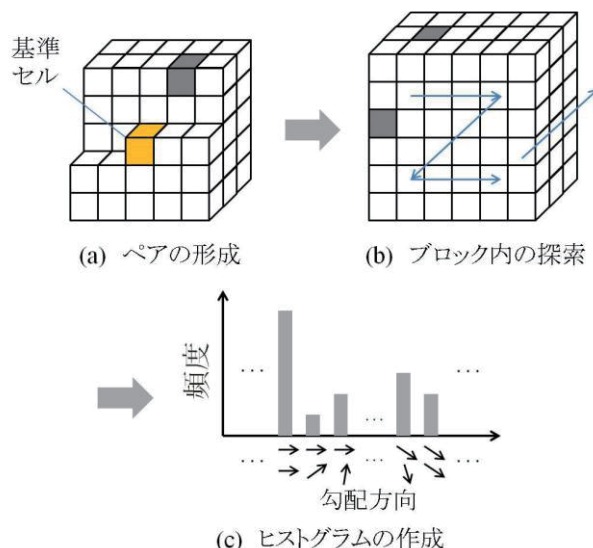 基準
セル
(a) ペアの形成
(b) ブロック内の探索
頻度
... ... ...
... ... ...
勾配方向
(c) ヒストグラムの作成